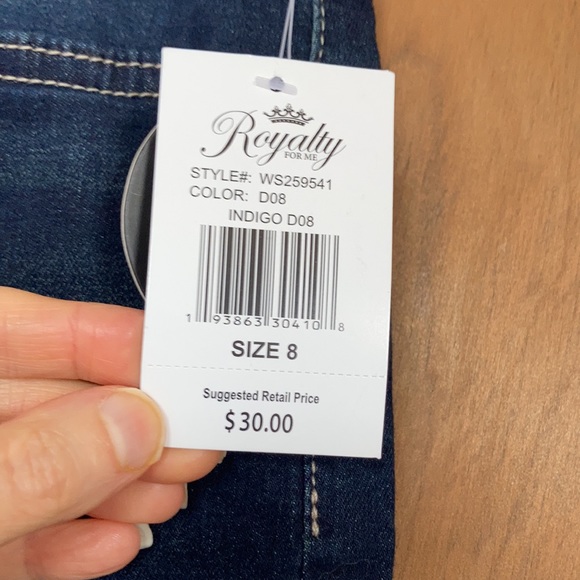 Royalty
FOR ME
STYLE#: WS259541
COLOR: D08
INDIGO D08
1 93863 30410 8
SIZE 8
Suggested Retail Price
$30.00